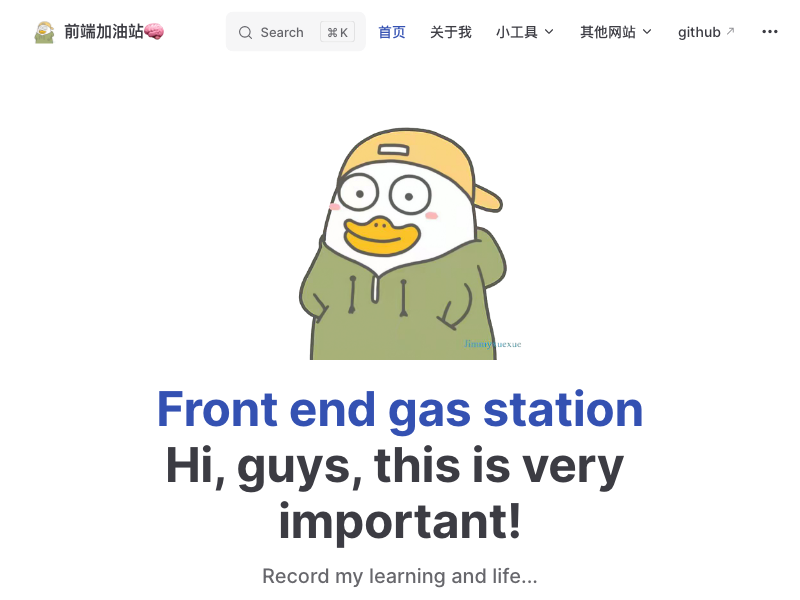 前端加油站🧠
Search ⌘ K
首页
关于我
小工具
其他网站
github
Front end gas station
Hi, guys, this is very
important!
Record my learning and life...